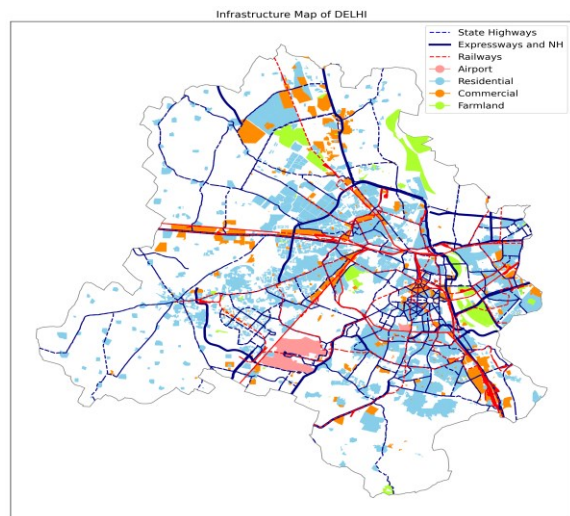 Infrastructure Map of DELHI
State Highways
Expressways and NH
Railways
Airport
Residential
Commercial
Farmland